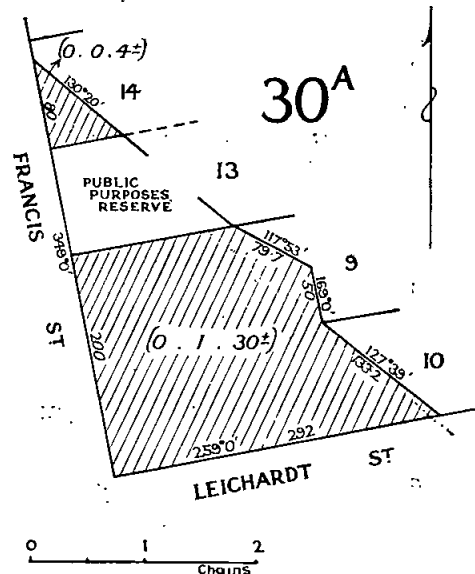 (0. 0. 4±)
130°20'
14
80
30A
FRANCIS
ST
PUBLIC
PURPOSES
RESERVE
13
348°0'
117°53'
79.7
9
169°0'
50
200
(0. 1. 30±)
127°39'
133.2
10
259°0'
292
LEICHARDT
ST
0 1 2
Chains